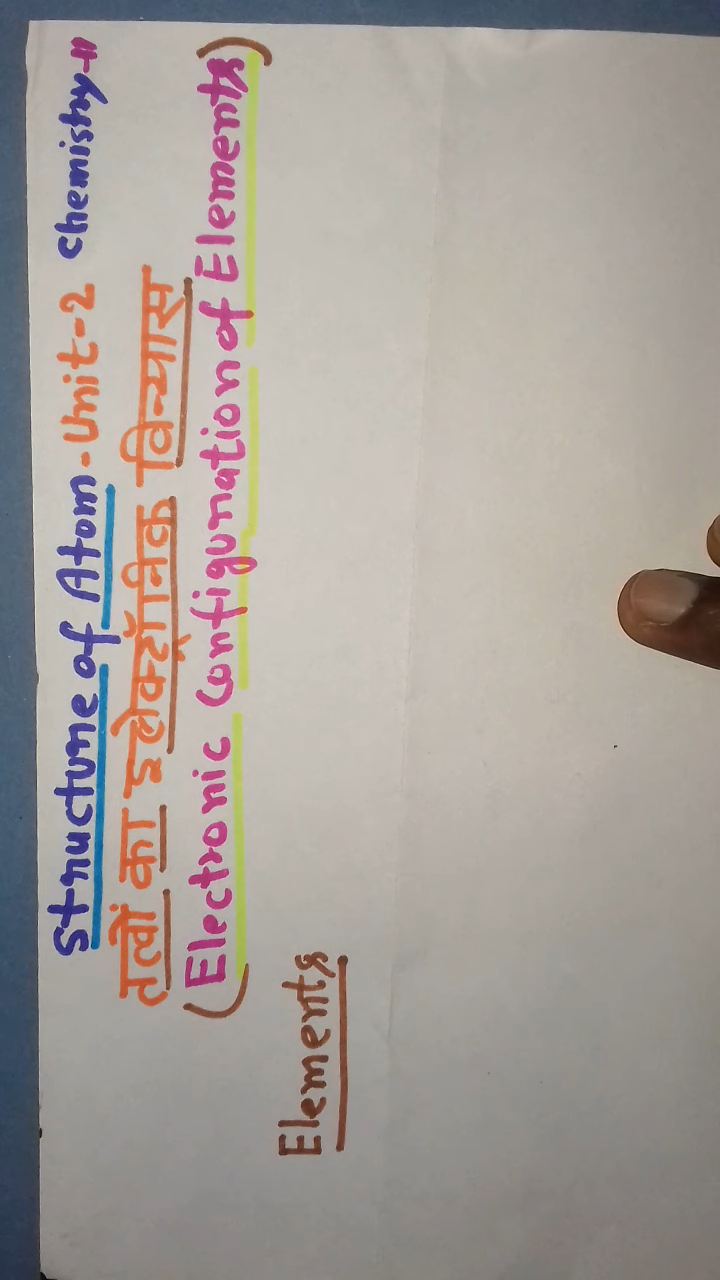 Structure of Atom-Unit-2 Chemistry-11
तत्वों का इलेक्ट्रॉनिक विन्यास
(Electronic Configuration of Elements)
Elements